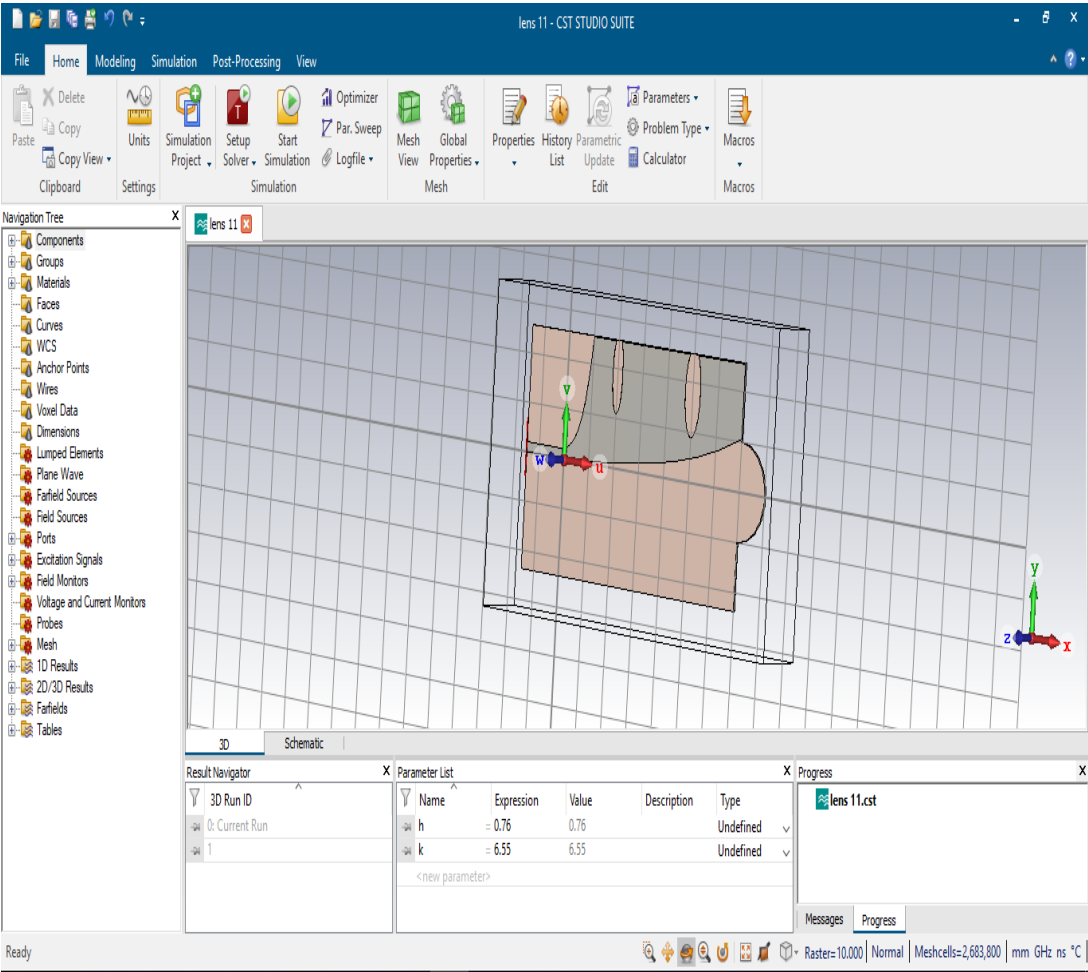 lens 11 - CST STUDIO SUITE
File Home Modeling Simulation Post-Processing View
Paste
Delete
Copy
Copy View
Clipboard
Units
Settings
Simulation Project
Setup Solver
Start Simulation
Optimizer
Par. Sweep
Logfile
Simulation
Mesh View
Global Properties
Mesh
Properties
History List
Parametric Update
Parameters
Problem Type
Calculator
Edit
Macros
Macros
Navigation Tree X
lens 11
Components
Groups
Materials
Faces
Curves
WCS
Anchor Points
Wires
Voxel Data
Dimensions
Lumped Elements
Plane Wave
Farfield Sources
Field Sources
Ports
Excitation Signals
Field Monitors
Voltage and Current Monitors
Probes
Mesh
1D Results
2D/3D Results
Farfields
Tables
v
w
u
y
z
x
3D Schematic
Result Navigator X
3D Run ID
0: Current Run
1
Parameter List X
Name Expression Value Description Type
h = 0.76 0.76 Undefined
k = 6.55 6.55 Undefined
<new parameter>
Progress X
lens 11.cst
Messages Progress
Ready
Raster=10.000 Normal Meshcells=2,683,800 mm GHz ns °C